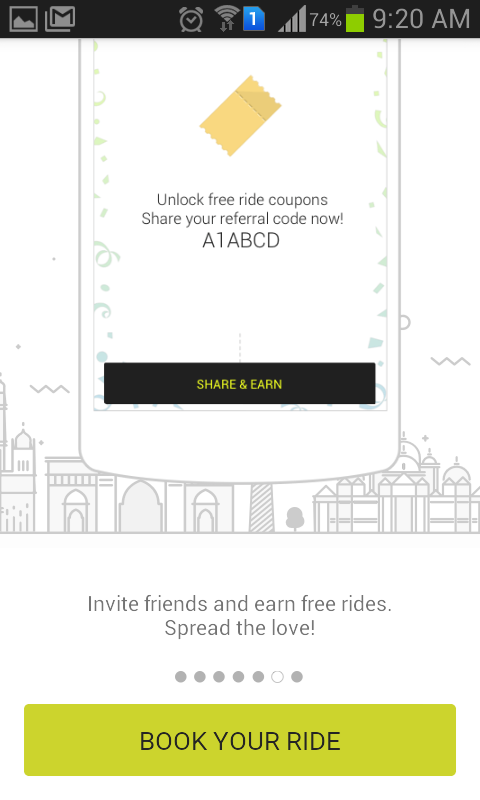 1 74% 9:20 AM
Unlock free ride coupons
Share your referral code now!
A1ABCD
SHARE & EARN
Invite friends and earn free rides.
Spread the love!
BOOK YOUR RIDE